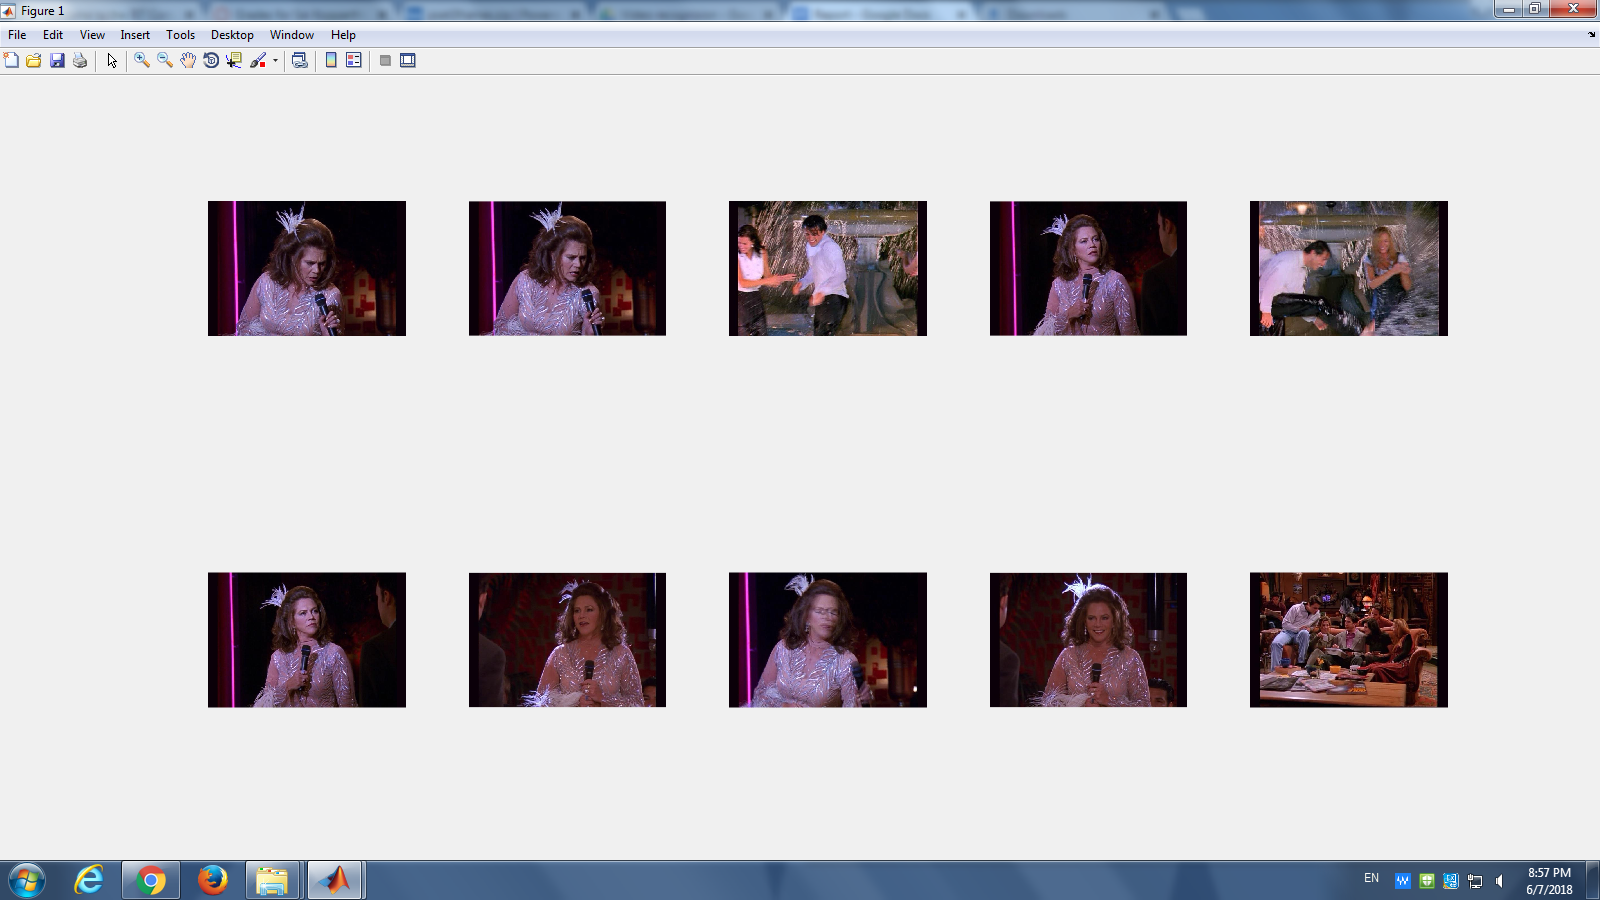 Figure 1
File Edit View Insert Tools Desktop Window Help
EN
8:57 PM
6/7/2018